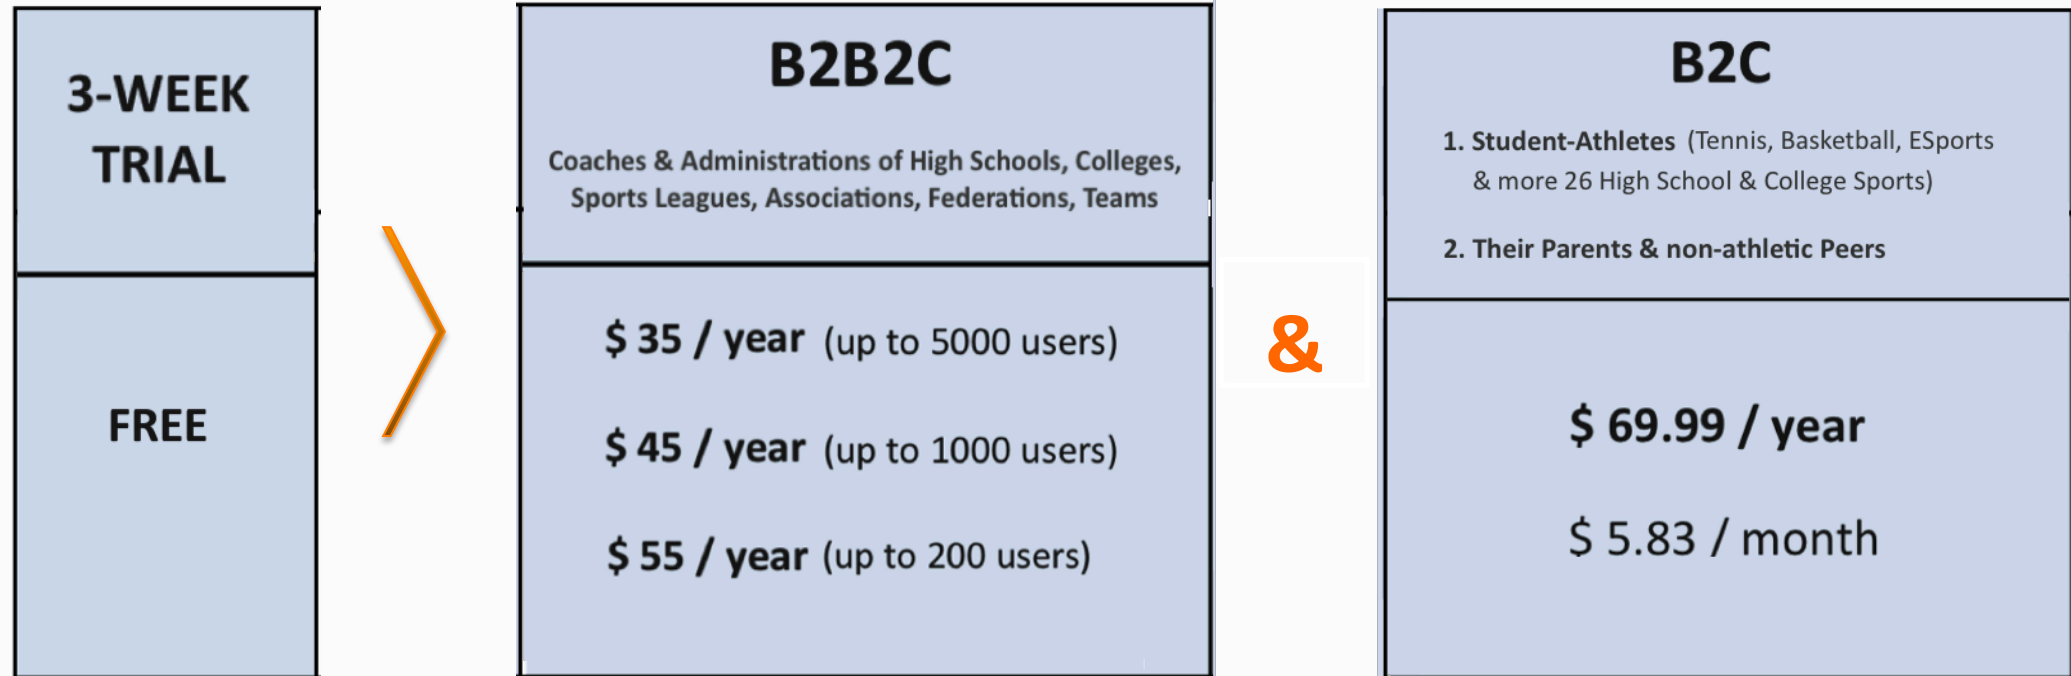 3-WEEK
TRIAL
FREE
B2B2C
Coaches & Administrations of High Schools, Colleges,
Sports Leagues, Associations, Federations, Teams
$ 35 / year (up to 5000 users)
$ 45 / year (up to 1000 users)
$ 55 / year (up to 200 users)
&
B2C
1. Student-Athletes (Tennis, Basketball, ESports
& more 26 High School & College Sports)
2. Their Parents & non-athletic Peers
$ 69.99 / year
$ 5.83 / month